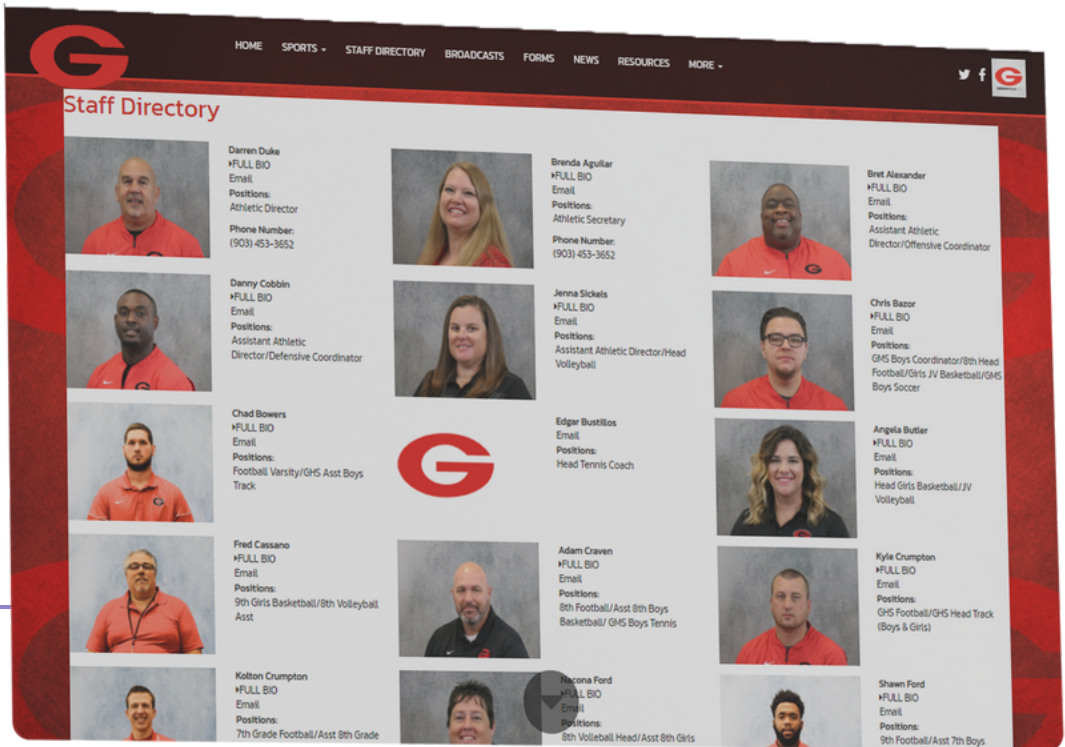 G
HOME SPORTS STAFF DIRECTORY BROADCASTS FORMS NEWS RESOURCES MORE
G
Staff Directory
Darren Duke
FULL BIO
Email
Positions:
Athletic Director
Phone Number:
(903) 453-3652
Brenda Aguilar
FULL BIO
Email
Positions:
Athletic Secretary
Phone Number:
(903) 453-3652
Bret Alexander
FULL BIO
Email
Positions:
Assistant Athletic
Director/Offensive Coordinator
Danny Cobbin
FULL BIO
Email
Positions:
Assistant Athletic
Director/Defensive Coordinator
Jenna Sickels
FULL BIO
Email
Positions:
Assistant Athletic Director/Head
Volleyball
Chris Bazor
FULL BIO
Email
Positions:
GMS Boys Coordinator/8th Head
Football/Girls JV Basketball/GMS
Boys Soccer
Chad Bowers
FULL BIO
Email
Positions:
Football Varsity/GHS Asst Boys
Track
G
Edgar Bustillos
Email
Positions:
Head Tennis Coach
Angela Butler
FULL BIO
Email
Positions:
Head Girls Basketball/JV
Volleyball
Fred Cassano
FULL BIO
Email
Positions:
9th Girls Basketball/8th Volleyball
Asst
Adam Craven
FULL BIO
Email
Positions:
8th Football/Asst 8th Boys
Basketball/ GMS Boys Tennis
Kyle Crumpton
FULL BIO
Email
Positions:
GHS Football/GHS Head Track
(Boys & Girls)
Kolton Crumpton
FULL BIO
Email
Positions:
7th Grade Football/Asst 8th Grade
Nacona Ford
FULL BIO
Email
Positions:
8th Volleball Head/Asst 8th Girls
Shawn Ford
FULL BIO
Email
Positions:
9th Football/Asst 7th Boys